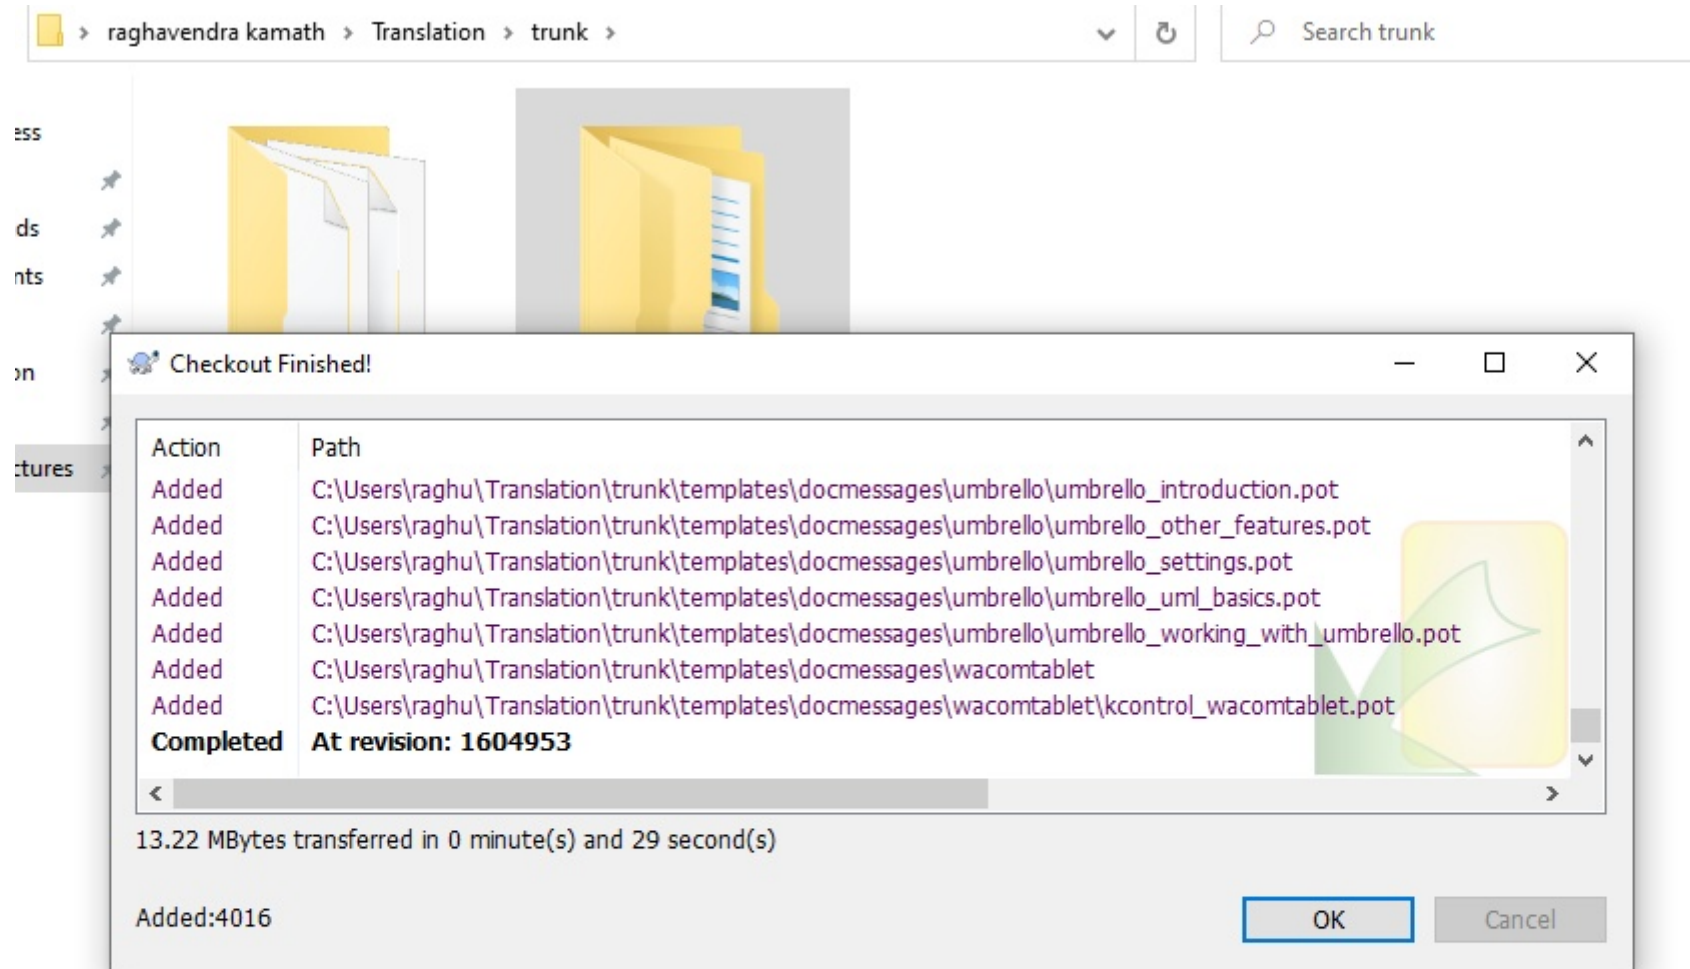 raghavendra kamath > Translation > trunk >
Search trunk
ess
ds
nts
on
ctures
Checkout Finished!
Action Path
Added C:\Users\raghu\Translation\trunk\templates\docmessages\umbrello\umbrello_introduction.pot
Added C:\Users\raghu\Translation\trunk\templates\docmessages\umbrello\umbrello_other_features.pot
Added C:\Users\raghu\Translation\trunk\templates\docmessages\umbrello\umbrello_settings.pot
Added C:\Users\raghu\Translation\trunk\templates\docmessages\umbrello\umbrello_uml_basics.pot
Added C:\Users\raghu\Translation\trunk\templates\docmessages\umbrello\umbrello_working_with_umbrello.pot
Added C:\Users\raghu\Translation\trunk\templates\docmessages\wacomtablet
Added C:\Users\raghu\Translation\trunk\templates\docmessages\wacomtablet\kcontrol_wacomtablet.pot
Completed At revision: 1604953
13.22 MBytes transferred in 0 minute(s) and 29 second(s)
Added:4016
OK
Cancel